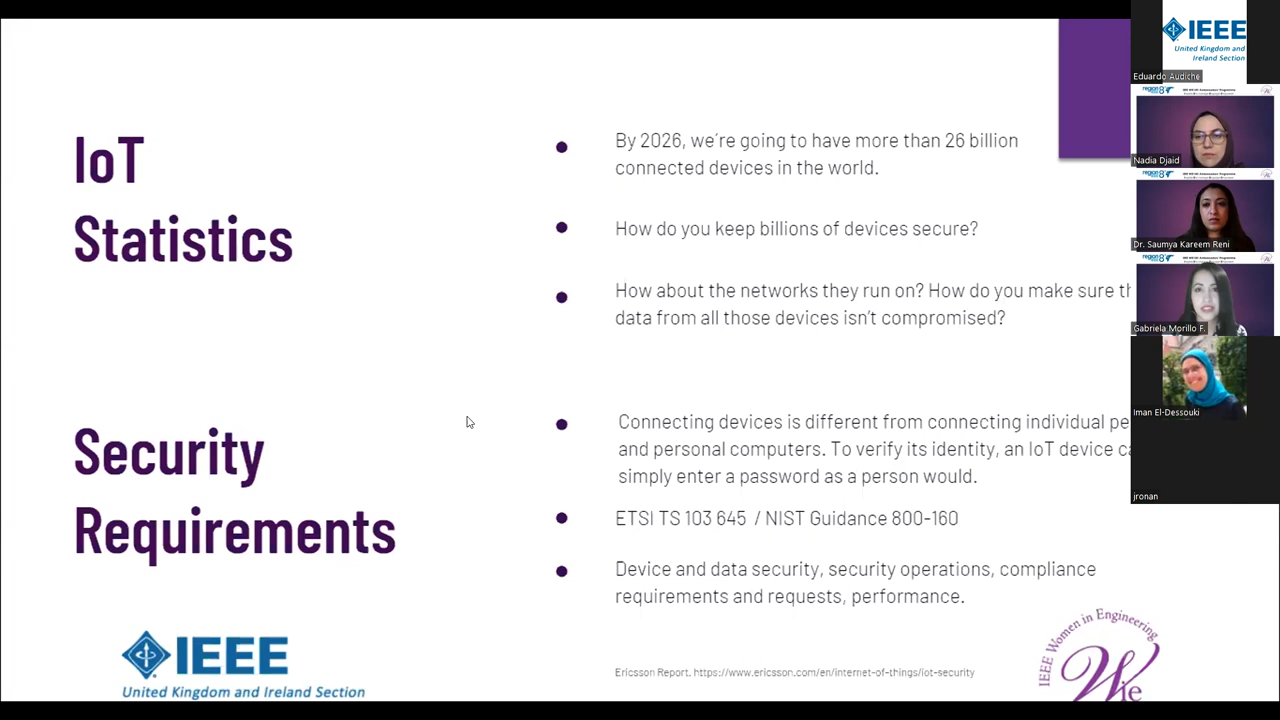 IoT
Statistics
By 2026, we're going to have more than 26 billion
connected devices in the world.
How do you keep billions of devices secure?
How about the networks they run on? How do you make sure th
data from all those devices isn't compromised?
Security
Requirements
Connecting devices is different from connecting individual pe
and personal computers. To verify its identity, an IoT device ca
simply enter a password as a person would.
ETSI TS 103 645 / NIST Guidance 800-160
Device and data security, security operations, compliance
requirements and requests, performance.
Ericsson Report. https://www.ericsson.com/en/internet-of-things/iot-security
IEEE
United Kingdom and Ireland Section
IEEE Women in Engineering
Wie
IEEE
United Kingdom and
Ireland Section
Eduardo Audiche
region8
Nadia Djaid
region8
Dr. Saumya Kareem Reni
region8
Gabriela Morillo F.
Iman El-Dessouki
jronan